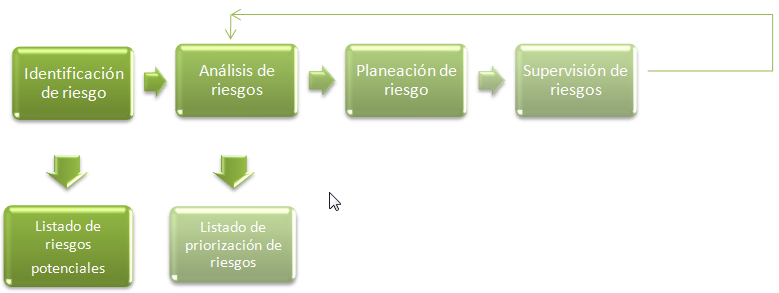 Identificación
de riesgo
Análisis de
riesgos
Planeación de
riesgo
Supervisión de
riesgos
Listado de
riesgos
potenciales
Listado de
priorización de
riesgos